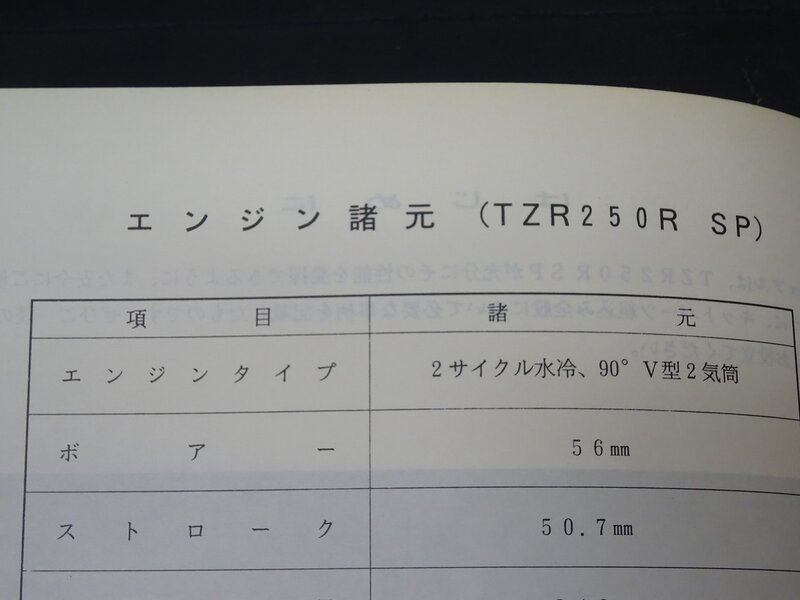 エンジン諸元 (TZR250R SP)
項目 諸元
エンジンタイプ 2サイクル水冷、90°V型2気筒
ボアー 56mm
ストローク 50.7mm